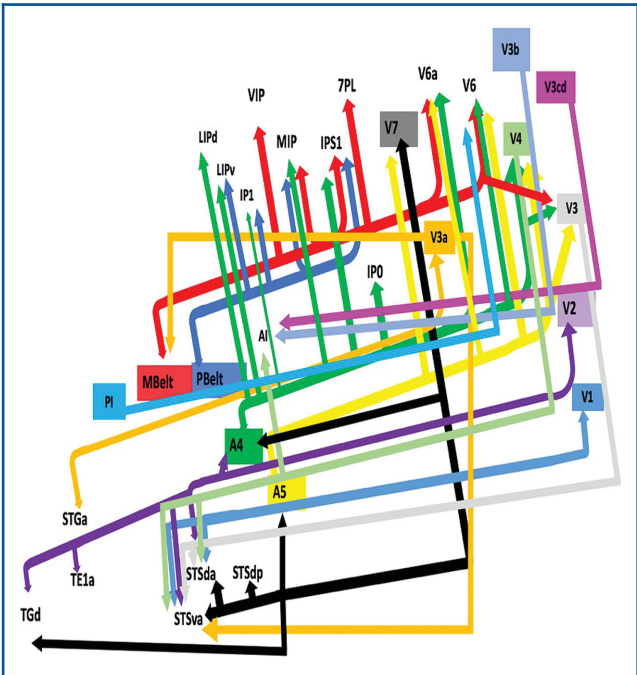 V3b
V6a
V6
V3cd
7PL
VIP
V7
V4
LIPd
MIP
IPS1
LIPv
IP1
V3
V3a
IP0
V2
AI
MBelt
PBelt
PI
V1
A4
A5
STGa
STSda
STSdp
TE1a
TGd
STSva